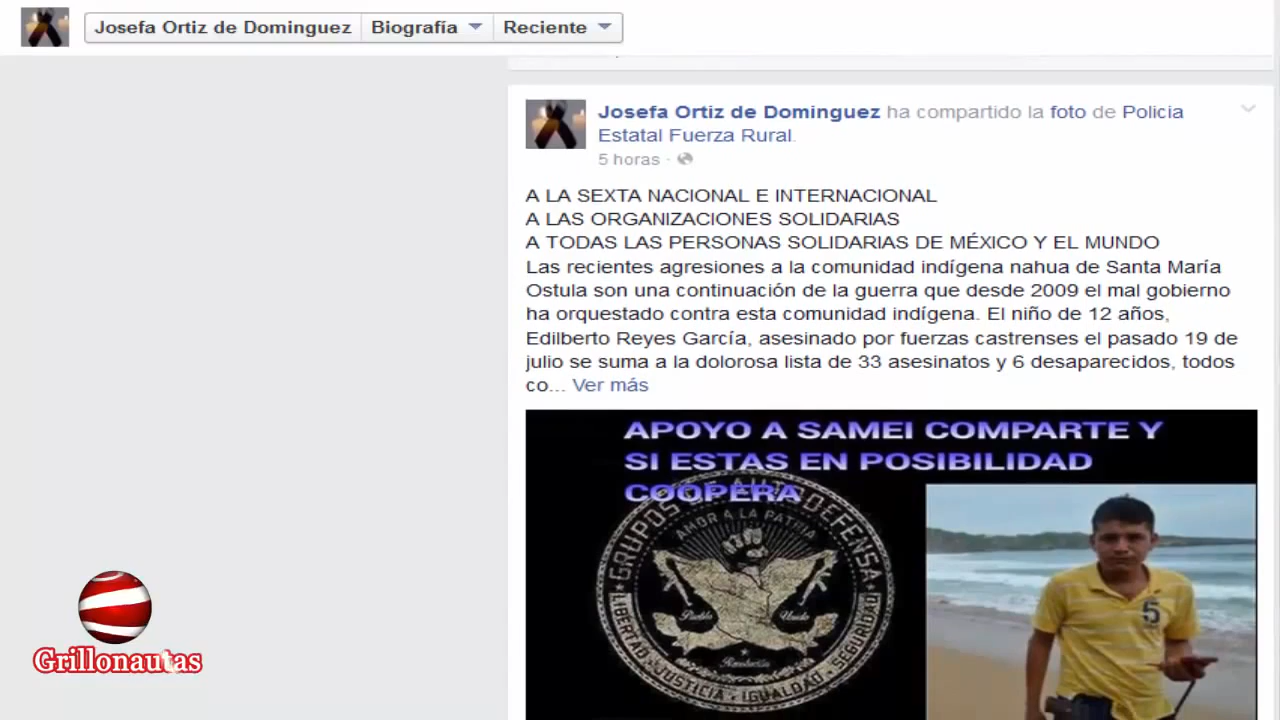 Josefa Ortiz de Dominguez Biografía Reciente
Josefa Ortiz de Dominguez ha compartido la foto de Policia
Estatal Fuerza Rural.
5 horas ·
A LA SEXTA NACIONAL E INTERNACIONAL
A LAS ORGANIZACIONES SOLIDARIAS
A TODAS LAS PERSONAS SOLIDARIAS DE MÉXICO Y EL MUNDO
Las recientes agresiones a la comunidad indígena nahua de Santa María
Ostula son una continuación de la guerra que desde 2009 el mal gobierno
ha orquestado contra esta comunidad indígena. El niño de 12 años,
Edilberto Reyes García, asesinado por fuerzas castrenses el pasado 19 de
julio se suma a la dolorosa lista de 33 asesinatos y 6 desaparecidos, todos
co... Ver más
APOYO A SAMEI COMPARTE Y
SI ESTAS EN POSIBILIDAD
COOPERA
GRUPOS DE AUTODEFENSA
AMOR A LA PATRIA
Pueblo Unido
Revolución
LIBERTAD · JUSTICIA · IGUALDAD · SEGURIDAD
5
Grillonautas